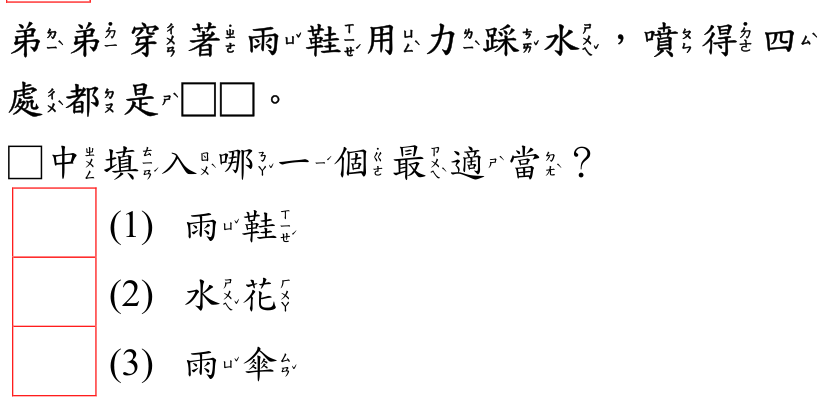 弟弟穿著雨鞋用力踩水，噴得四
處都是□□。
□中填入哪一個最適當？
(1) 雨鞋
(2) 水花
(3) 雨傘